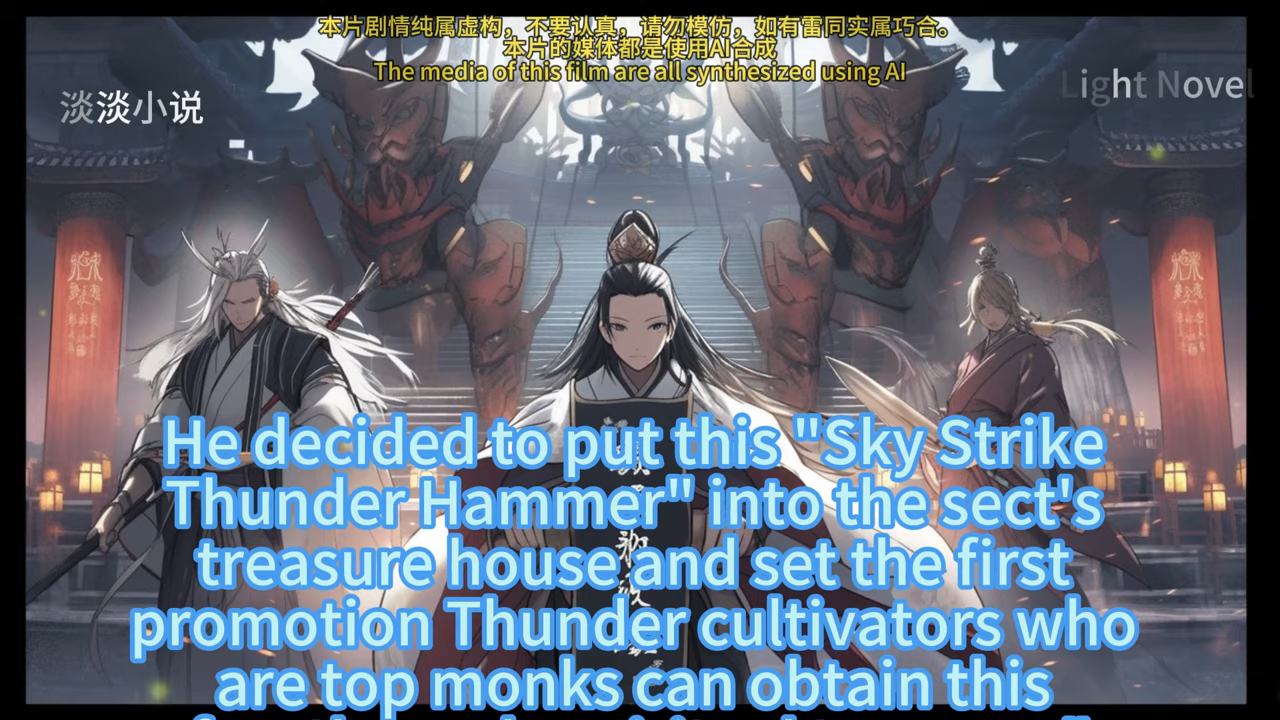 本片剧情纯属虚构，不要认真，请勿模仿，如有雷同实属巧合。
本片的媒体都是使用AI合成
The media of this film are all synthesized using AI
淡淡小说
Light Novel
He decided to put this "Sky Strike
Thunder Hammer" into the sect's
treasure house and set the first
promotion Thunder cultivators who
are top monks can obtain this